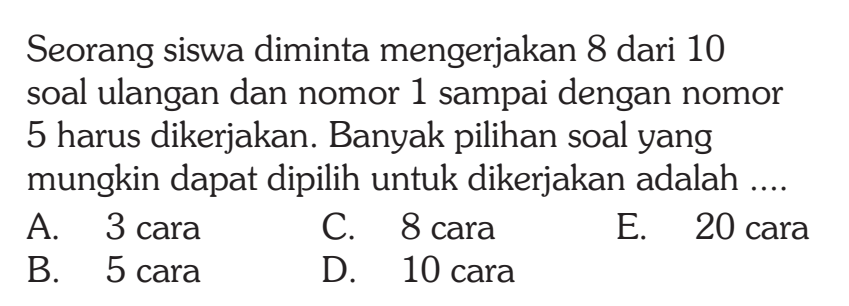 Seorang siswa diminta mengerjakan 8 dari 10
soal ulangan dan nomor 1 sampai dengan nomor
5 harus dikerjakan. Banyak pilihan soal yang
mungkin dapat dipilih untuk dikerjakan adalah ....
A. 3 cara C. 8 cara E. 20 cara
B. 5 cara D. 10 cara